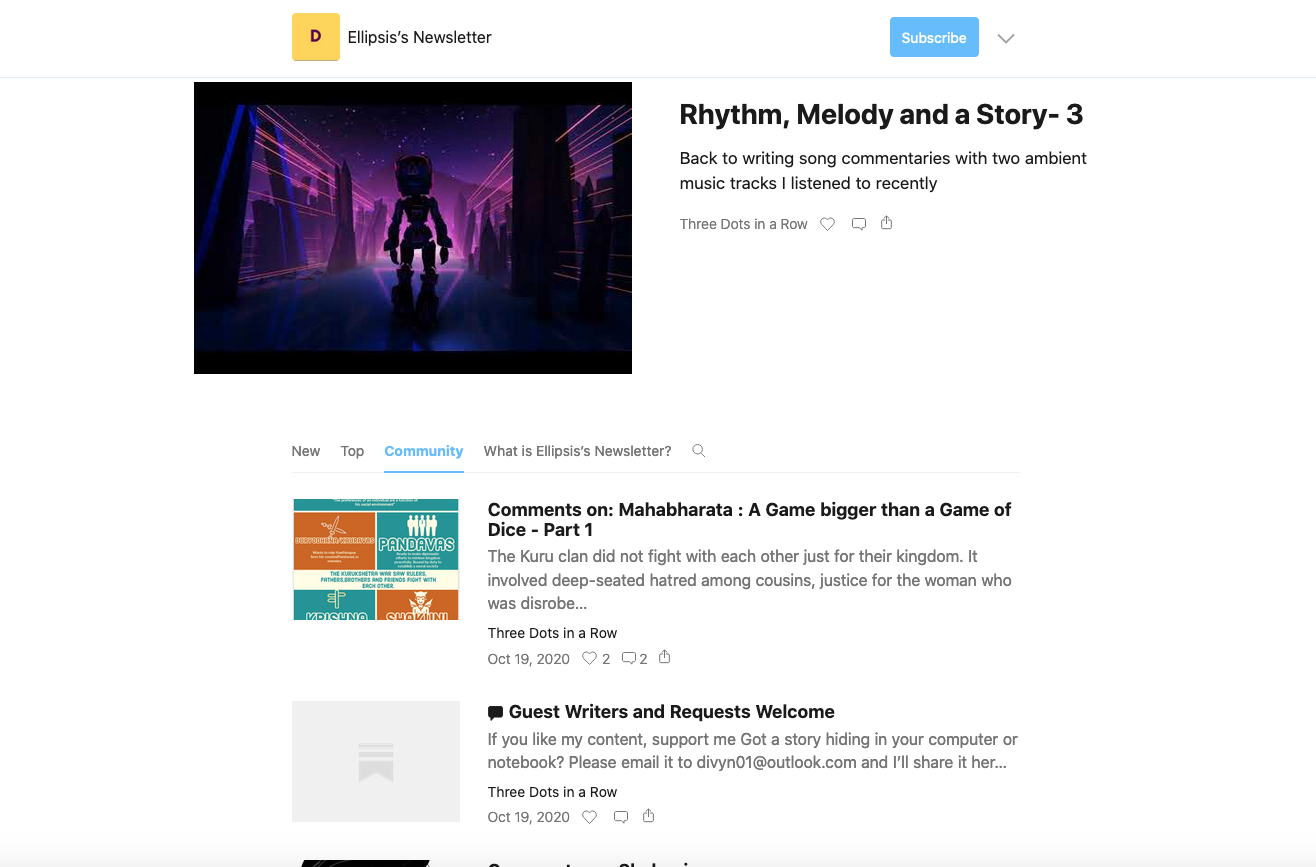 D
Ellipsis's Newsletter
Subscribe
Rhythm, Melody and a Story- 3
Back to writing song commentaries with two ambient
music tracks I listened to recently
Three Dots in a Row
New
Top
Community
What is Ellipsis's Newsletter?
his social environment"
DURYODHANA/KAURAVAS
PANDAVAS
THE KURUKSHETRA WAR SAW RULERS,
FATHERS,BROTHERS AND FRIENDS FIGHT WITH
EACH OTHER.
KRISHNA
SHAKUNI
Comments on: Mahabharata : A Game bigger than a Game of
Dice - Part 1
The Kuru clan did not fight with each other just for their kingdom. It
involved deep-seated hatred among cousins, justice for the woman who
was disrobe...
Three Dots in a Row
Oct 19, 2020 2 2
Guest Writers and Requests Welcome
If you like my content, support me Got a story hiding in your computer or
notebook? Please email it to divyn01@outlook.com and I'll share it her...
Three Dots in a Row
Oct 19, 2020